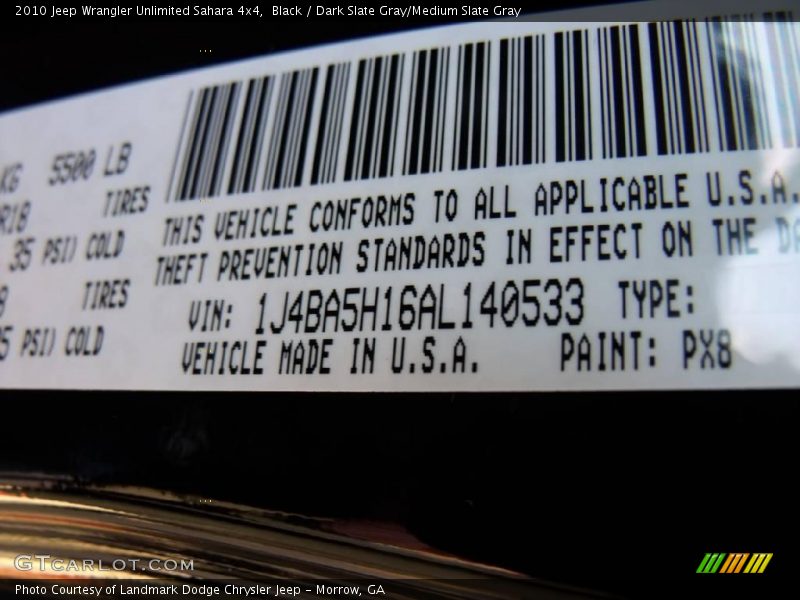 2010 Jeep Wrangler Unlimited Sahara 4x4, Black / Dark Slate Gray/Medium Slate Gray
KG 5500 LB
R18 TIRES
35 PSI) COLD
TIRES
PSI) COLD
THIS VEHICLE CONFORMS TO ALL APPLICABLE U.S.A.
THEFT PREVENTION STANDARDS IN EFFECT ON THE
VIN: 1J4BA5H16AL140533 TYPE:
VEHICLE MADE IN U.S.A. PAINT: PX8
GTCARLOT.COM
Photo Courtesy of Landmark Dodge Chrysler Jeep - Morrow, GA